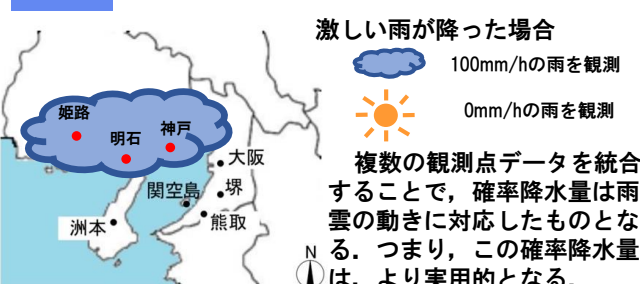 激しい雨が降った場合
100mm/hの雨を観測
0mm/hの雨を観測
複数の観測点データを統合
することで，確率降水量は雨
雲の動きに対応したものとな
る．つまり，この確率降水量
は，より実用的となる．
姫路
明石
神戸
大阪
関空島
堺
洲本
熊取
N